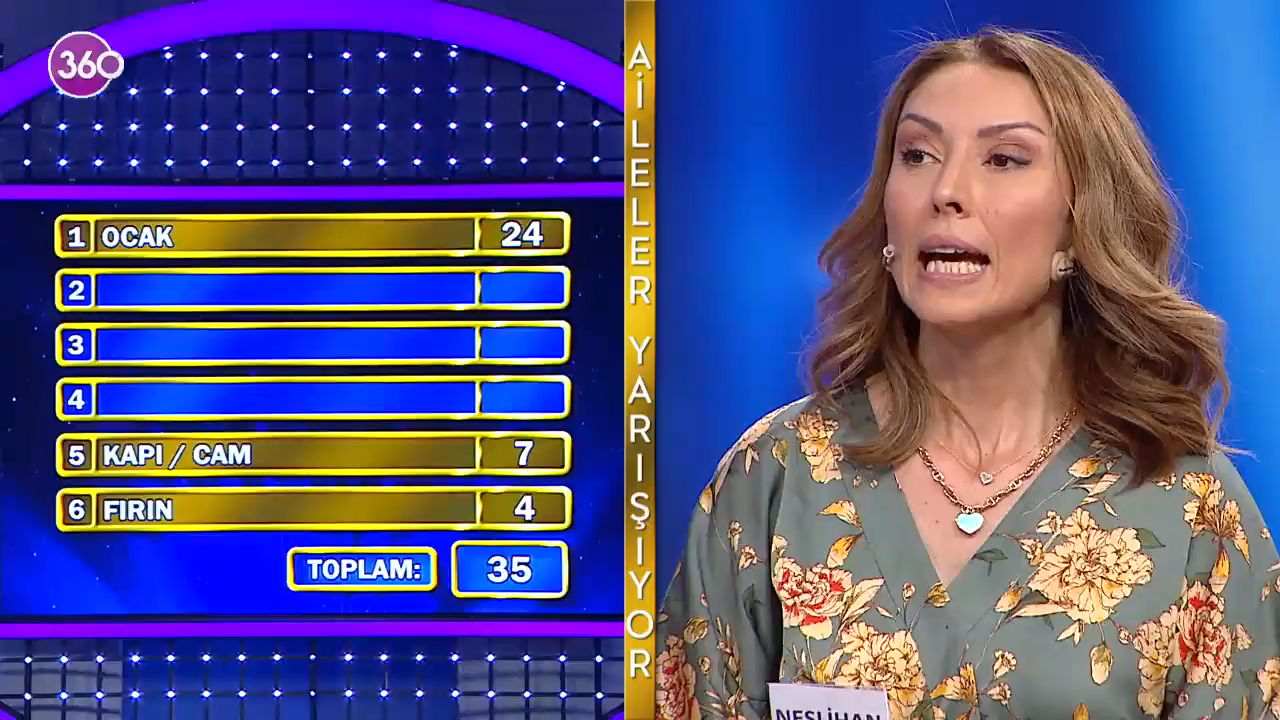 360
1 OCAK 24
2
3
4
5 KAPI / CAM 7
6 FIRIN 4
TOPLAM: 35
AİLELER YARIŞIYOR
NESLİHAN